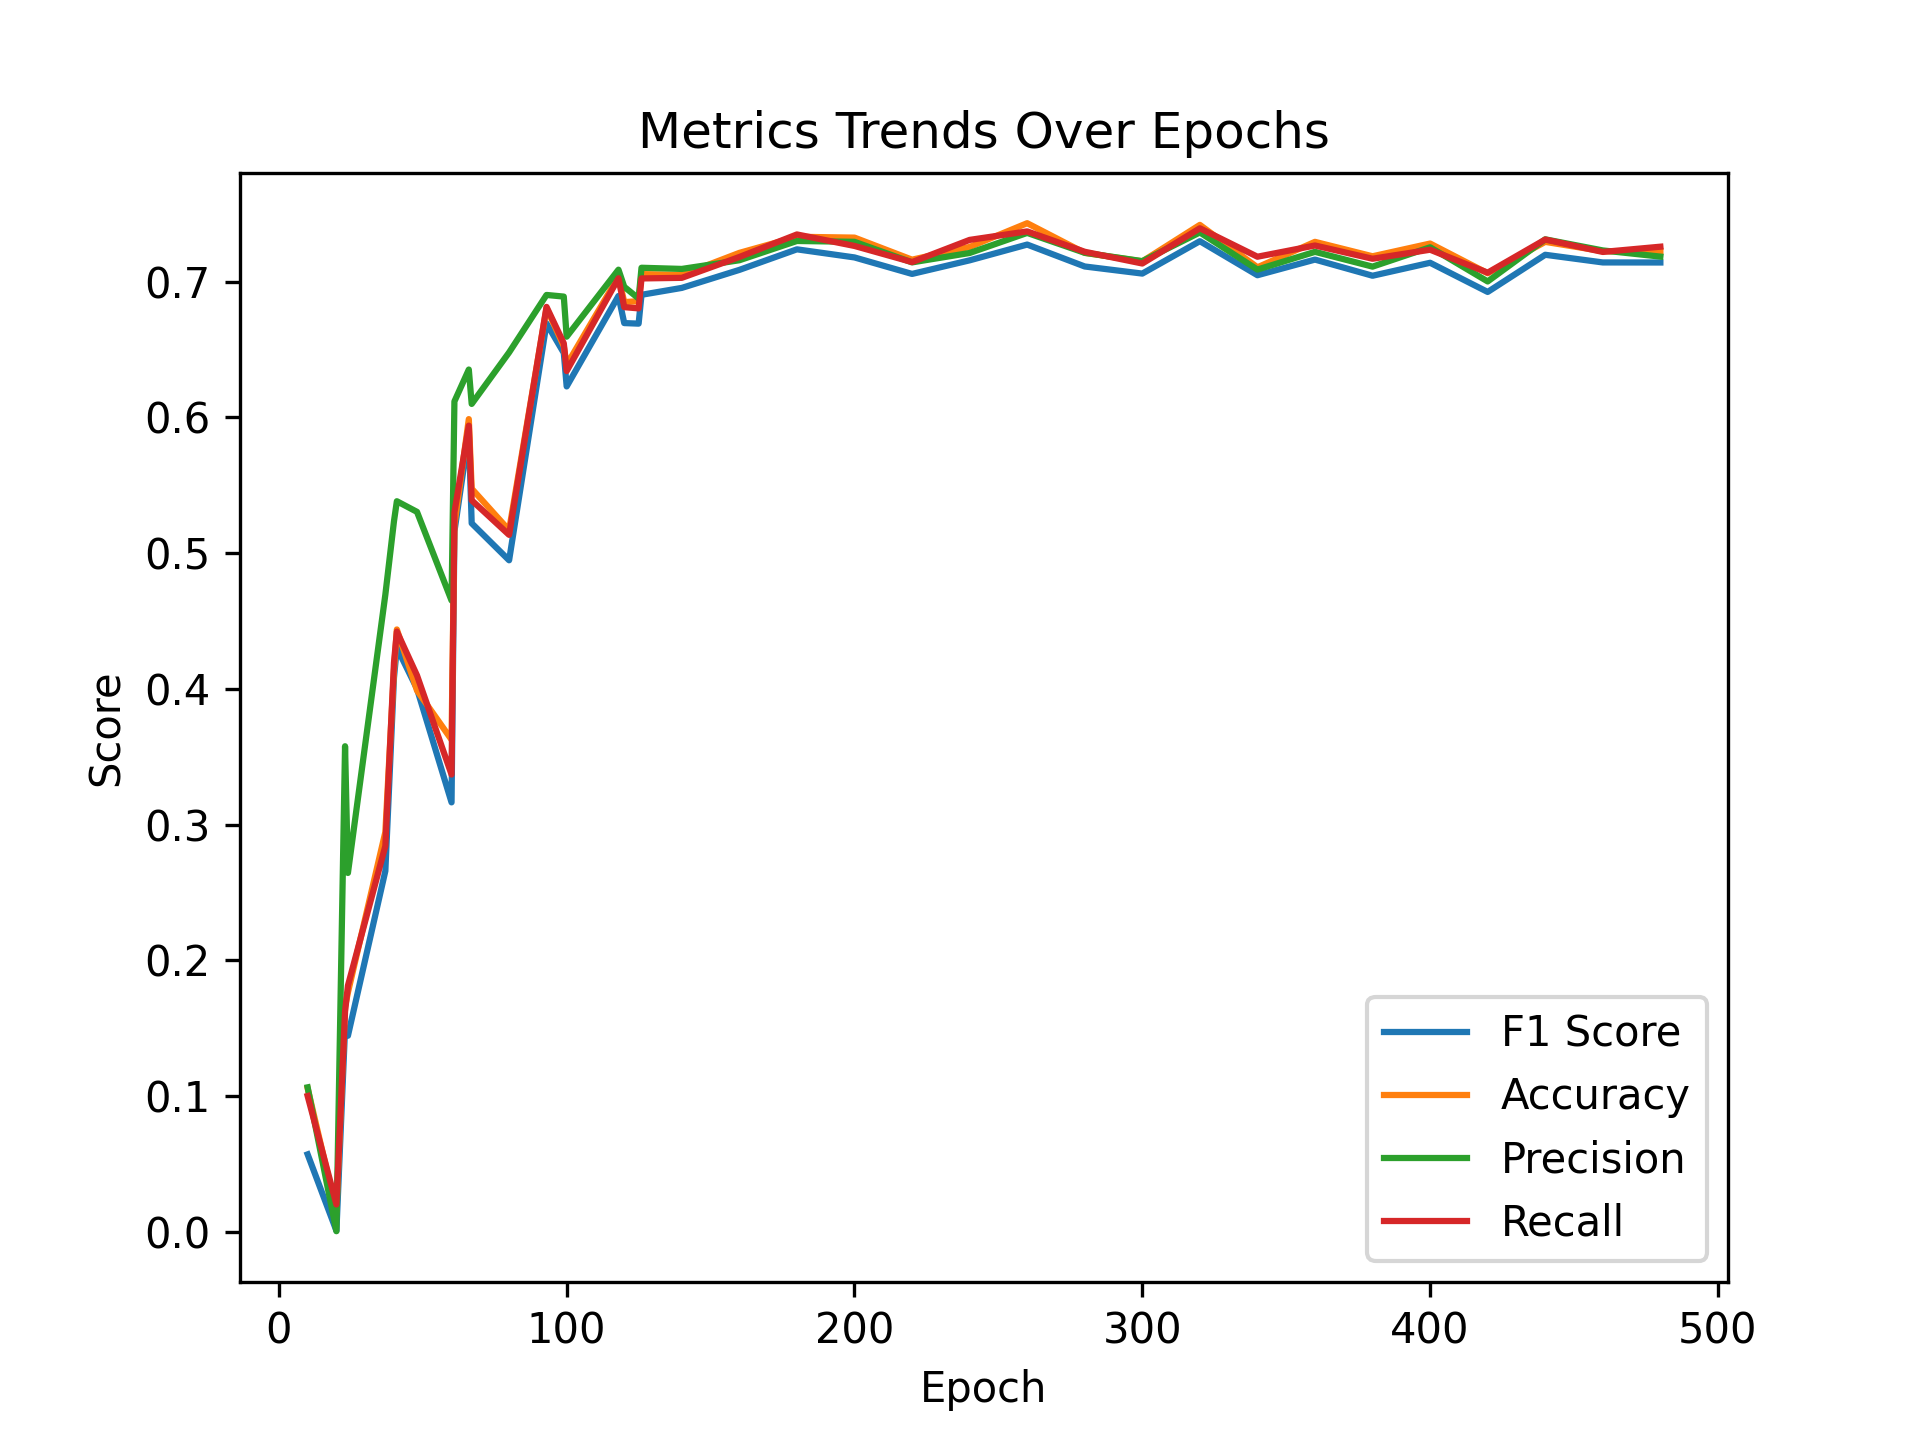 Metrics Trends Over Epochs
Score
0.7
0.6
0.5
0.4
0.3
0.2
0.1
0.0
F1 Score
Accuracy
Precision
Recall
0 100 200 300 400 500
Epoch